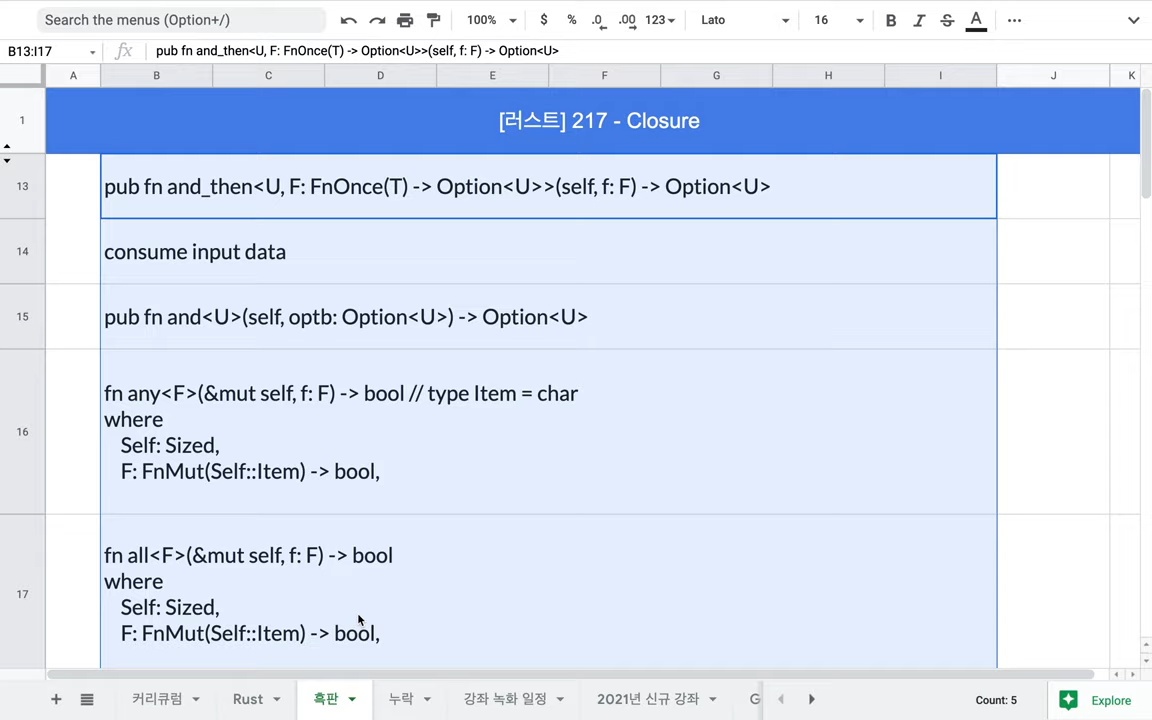 Search the menus (Option+/)
100%
$
%
.0
.00
123
Lato
16
B
I
S
A
B13:I17
fx
pub fn and_then<U, F: FnOnce(T) -> Option<U>>(self, f: F) -> Option<U>
A
B
C
D
E
F
G
H
I
J
K
1
[러스트] 217 - Closure
13
pub fn and_then<U, F: FnOnce(T) -> Option<U>>(self, f: F) -> Option<U>
14
consume input data
15
pub fn and<U>(self, optb: Option<U>) -> Option<U>
16
fn any<F>(&mut self, f: F) -> bool // type Item = char
where
Self: Sized,
F: FnMut(Self::Item) -> bool,
17
fn all<F>(&mut self, f: F) -> bool
where
Self: Sized,
F: FnMut(Self::Item) -> bool,
커리큘럼
Rust
흑판
누락
강좌 녹화 일정
2021년 신규 강좌
G
Count: 5
Explore